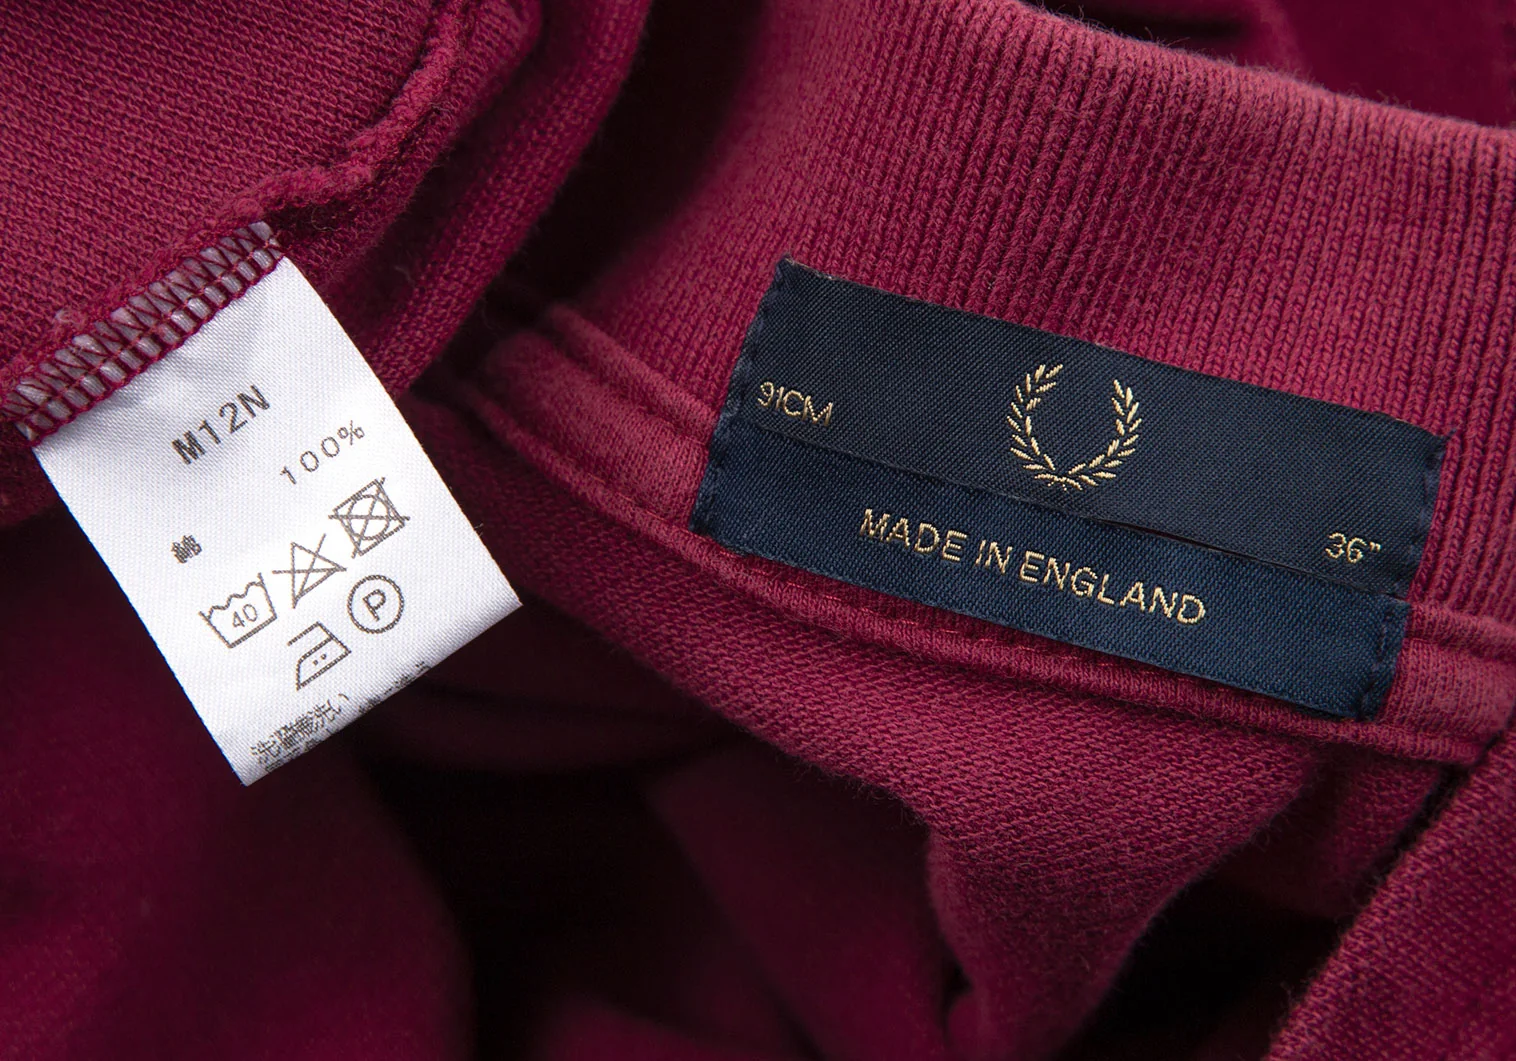 M12N
100%
綿
40
P
91CM
36"
MADE IN ENGLAND